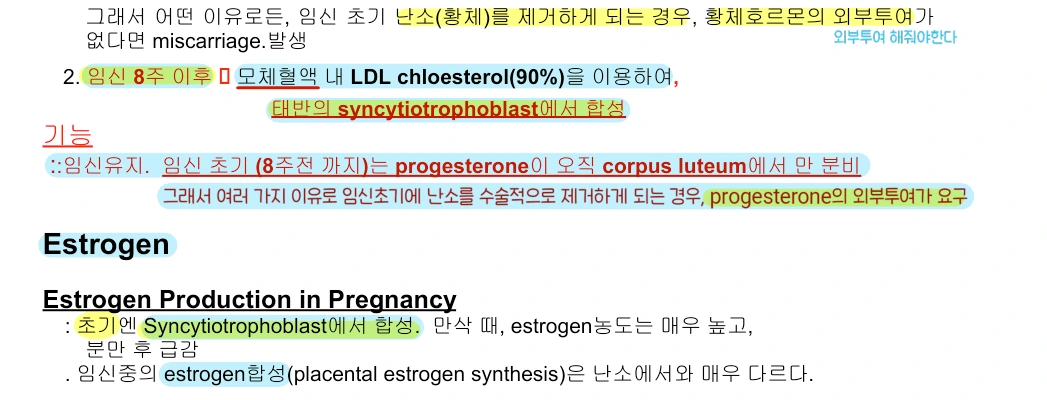 그래서 어떤 이유로든, 임신 초기 난소(황체)를 제거하게 되는 경우, 황체호르몬의 외부투여가
없다면 miscarriage.발생
외부투여 해줘야한다
2. 임신 8주 이후 ▯ 모체혈액 내 LDL chloesterol(90%)을 이용하여,
태반의 syncytiotrophoblast에서 합성
기능
::임신유지. 임신 초기 (8주전 까지)는 progesterone이 오직 corpus luteum에서 만 분비
그래서 여러 가지 이유로 임신초기에 난소를 수술적으로 제거하게 되는 경우, progesterone의 외부투여가 요구
Estrogen
Estrogen Production in Pregnancy
: 초기엔 Syncytiotrophoblast에서 합성. 만삭 때, estrogen농도는 매우 높고,
분만 후 급감
. 임신중의 estrogen합성(placental estrogen synthesis)은 난소에서와 매우 다르다.